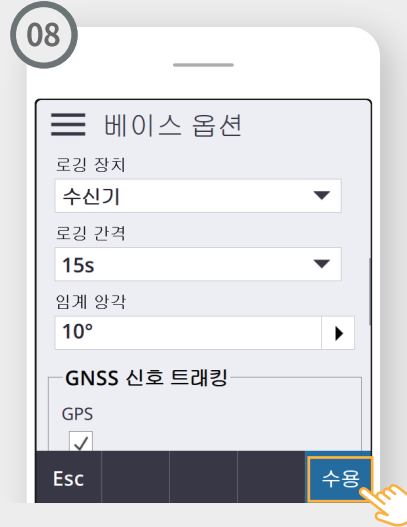 08
베이스 옵션
로깅 장치
수신기
로깅 간격
15s
임계 앙각
10°
GNSS 신호 트래킹
GPS
Esc
수용